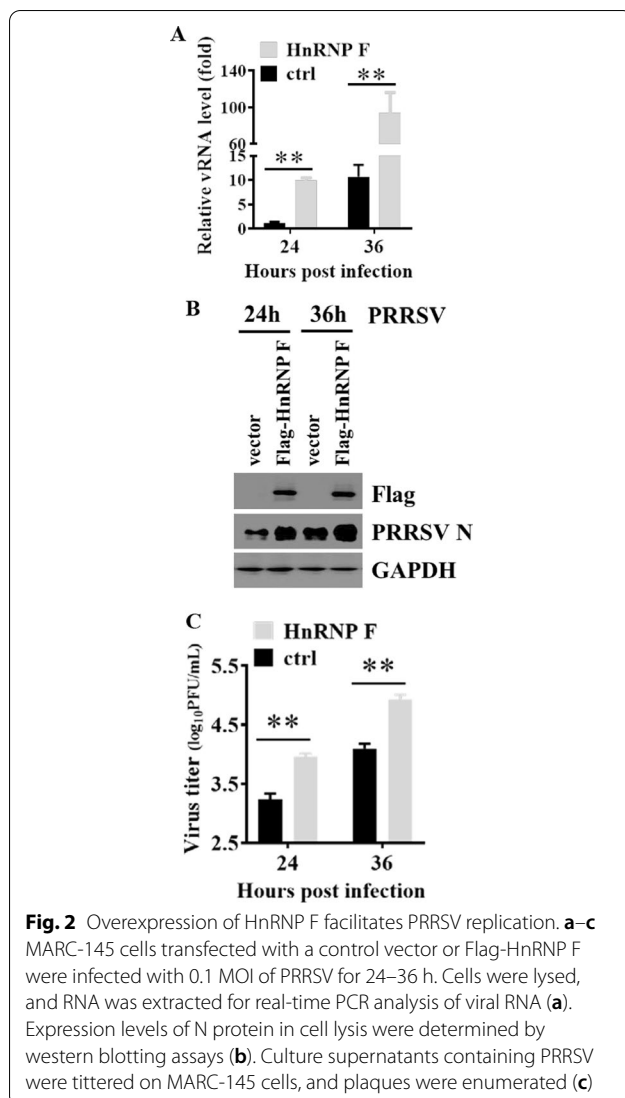 A
HnRNP F
ctrl
Relative vRNA level (fold)
140
100
60
15
10
5
0
**
**
24
36
Hours post infection
B
24h 36h PRRSV
vector
Flag-HnRNP F
vector
Flag-HnRNP F
Flag
PRRSV N
GAPDH
C
HnRNP F
ctrl
Virus titer (log₁₀PFU/mL)
5.5
4.5
3.5
2.5
**
**
24
36
Hours post infection
Fig. 2 Overexpression of HnRNP F facilitates PRRSV replication. a–c
MARC-145 cells transfected with a control vector or Flag-HnRNP F
were infected with 0.1 MOI of PRRSV for 24–36 h. Cells were lysed,
and RNA was extracted for real-time PCR analysis of viral RNA (a).
Expression levels of N protein in cell lysis were determined by
western blotting assays (b). Culture supernatants containing PRRSV
were tittered on MARC-145 cells, and plaques were enumerated (c)